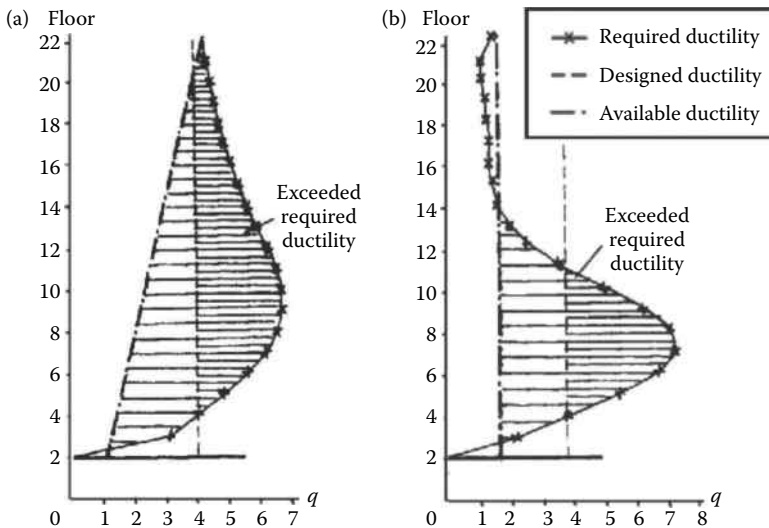 (a) Floor
22
20
18
16
14
12
10
8
6
4
2
0
1 2 3 4 5 6 7
q
Exceeded
required
ductility
(b) Floor
22
20
18
16
14
12
10
8
6
4
2
0
1 2 3 4 5 6 7 8
q
Exceeded
required
ductility
Required ductility
Designed ductility
Available ductility